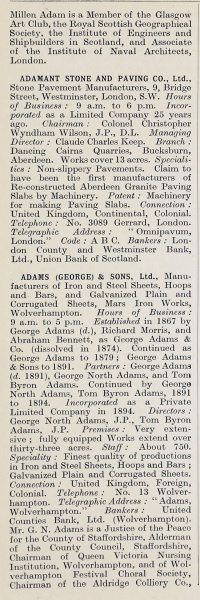 Millen Adam is a Member of the Glasgow
Art Club, the Royal Scottish Geographical
Society, the Institute of Engineers and
Shipbuilders in Scotland, and Associate
of the Institute of Naval Architects,
London.
ADAMANT STONE AND PAVING CO., Ltd.,
Stone Pavement Manufacturers, 9, Bridge
Street, Westminster, London, S.W. Hours
of Business: 9 a.m. to 6 p.m. Incor-
porated as a Limited Company 25 years
ago. Chairman: Colonel Christopher
Wyndham Wilson, J.P., D.L. Managing
Director: Claude Charles Keep. Branch:
Dancing Cairns Quarries, Bucksburn,
Aberdeen. Works cover 13 acres. Speciali-
ties: Non-slippery Pavements. Claim to
have been the first manufacturers of
Re-constructed Aberdeen Granite Paving
Slabs by Machinery. Patent: Machinery
for making Paving Slabs. Connection:
United Kingdom, Continental, Colonial.
Telephone: No. 3089 Gerrard, London.
Telegraphic Address: "Omnipavum,
London." Code: A B C. Bankers: Lon-
don County and Westminster Bank,
Ltd., Union Bank of Scotland.
ADAMS (GEORGE) & SONS, Ltd., Manu-
facturers of Iron and Steel Sheets, Hoops
and Bars, and Galvanized Plain and
Corrugated Sheets, Mars Iron Works,
Wolverhampton. Hours of Business:
9 a.m. to 5 p.m. Established in 1867 by
George Adams (d.), Richard Morris, and
Abraham Bennett, as George Adams &
Co. (dissolved in 1874). Continued as
George Adams to 1879; George Adams
& Sons to 1891. Partners: George Adams
(d. 1891), George North Adams, and Tom
Byron Adams. Continued by George
North Adams, Tom Byron Adams, 1891
to 1894. Incorporated as a Private
Limited Company in 1894. Directors:
George North Adams, J.P., Tom Byron
Adams, J.P. Premises: Very exten-
sive; fully equipped Works extend over
thirty-three acres. Staff: About 750.
Speciality: Finest quality of productions
in Iron and Steel Sheets, Hoops and Bars;
Galvanized Plain and Corrugated Sheets.
Connection: United Kingdom, Foreign,
Colonial. Telephone: No. 13 Wolver-
hampton. Telegraphic Address: "Adams,
Wolverhampton." Bankers: United
Counties Bank, Ltd. (Wolverhampton).
Mr. G. N. Adams is a Justice of the Peace
for the County of Staffordshire, Alderman
of the County Council, Staffordshire,
Chairman of Queen Victoria Nursing
Institution, Wolverhampton, and of Wol-
verhampton Festival Choral Society,
Chairman of the Aldridge Colliery Co.,